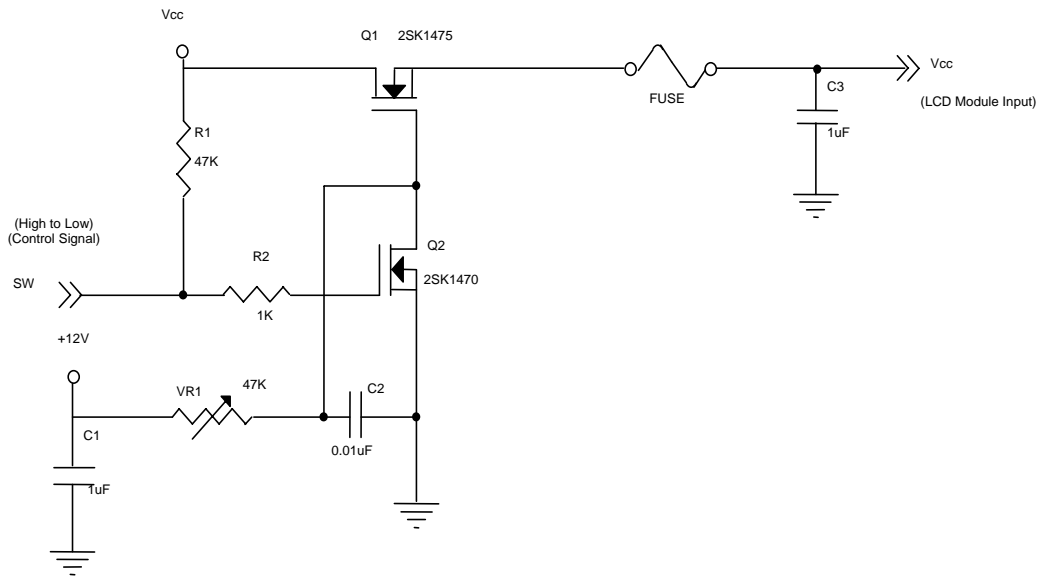 Vcc
Q1 2SK1475
FUSE
C3
1uF
Vcc
(LCD Module Input)
R1
47K
(High to Low)
(Control Signal)
SW
R2
1K
Q2
2SK1470
+12V
VR1
47K
C2
0.01uF
C1
1uF